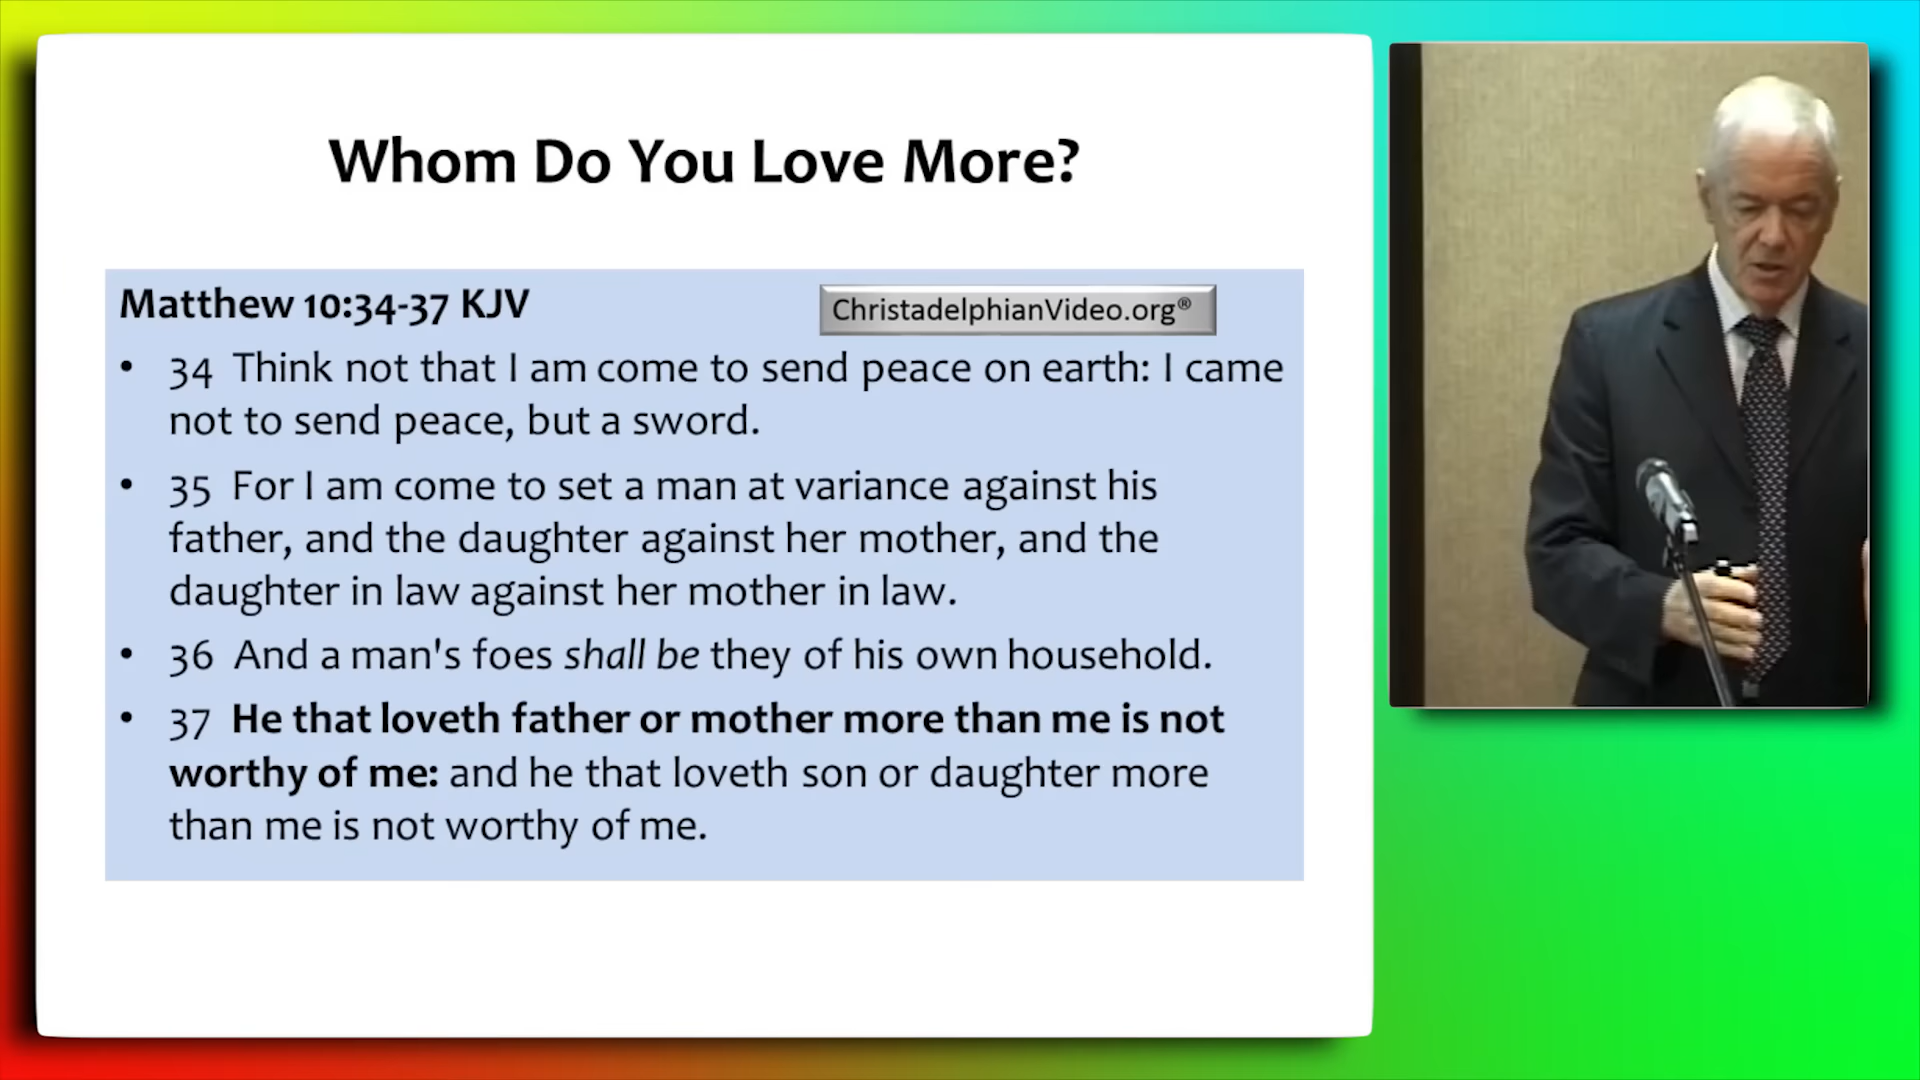 Whom Do You Love More?
Matthew 10:34-37 KJV
ChristadelphianVideo.org®
• 34 Think not that I am come to send peace on earth: I came
not to send peace, but a sword.
• 35 For I am come to set a man at variance against his
father, and the daughter against her mother, and the
daughter in law against her mother in law.
• 36 And a man's foes shall be they of his own household.
• 37 He that loveth father or mother more than me is not
worthy of me: and he that loveth son or daughter more
than me is not worthy of me.